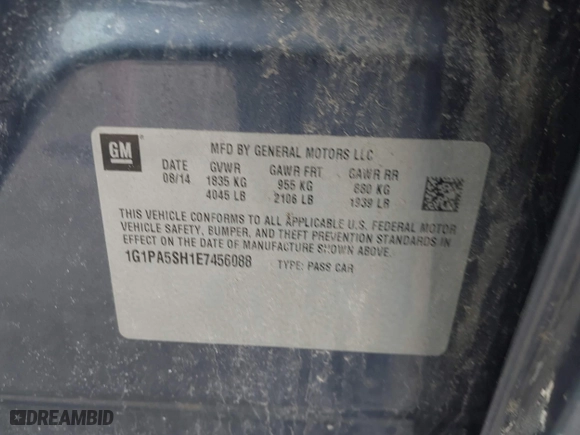 GM
MFD BY GENERAL MOTORS LLC
DATE GVWR GAWR FRT GAWR RR
08/14 1835 KG 955 KG 880 KG
4045 LB 2106 LB 1939 LB
THIS VEHICLE CONFORMS TO ALL APPLICABLE U.S. FEDERAL MOTOR
VEHICLE SAFETY, BUMPER, AND THEFT PREVENTION STANDARDS IN
EFFECT ON THE DATE OF MANUFACTURE SHOWN ABOVE.
1G1PA5SH1E7456088 TYPE: PASS CAR
DREAMBID